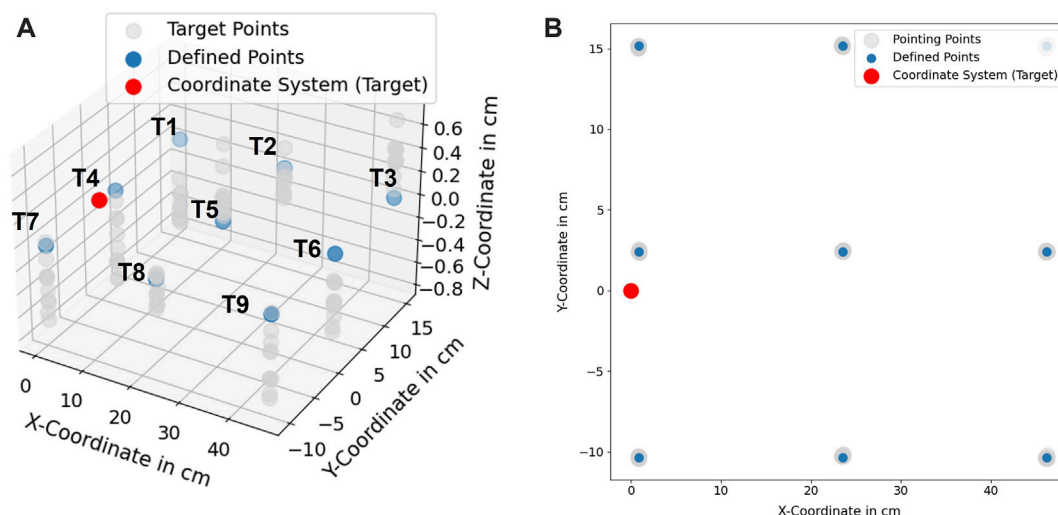 A
Target Points
Defined Points
Coordinate System (Target)
T1
T2
T3
T4
T5
T6
T7
T8
T9
0.6
0.4
0.2
0.0
−0.2
−0.4
−0.6
−0.8
Z-Coordinate in cm
15
10
5
0
−5
−10
Y-Coordinate in cm
0
10
20
30
40
X-Coordinate in cm
B
Pointing Points
Defined Points
Coordinate System (Target)
15
10
5
0
−5
−10
Y-Coordinate in cm
0
10
20
30
40
X-Coordinate in cm